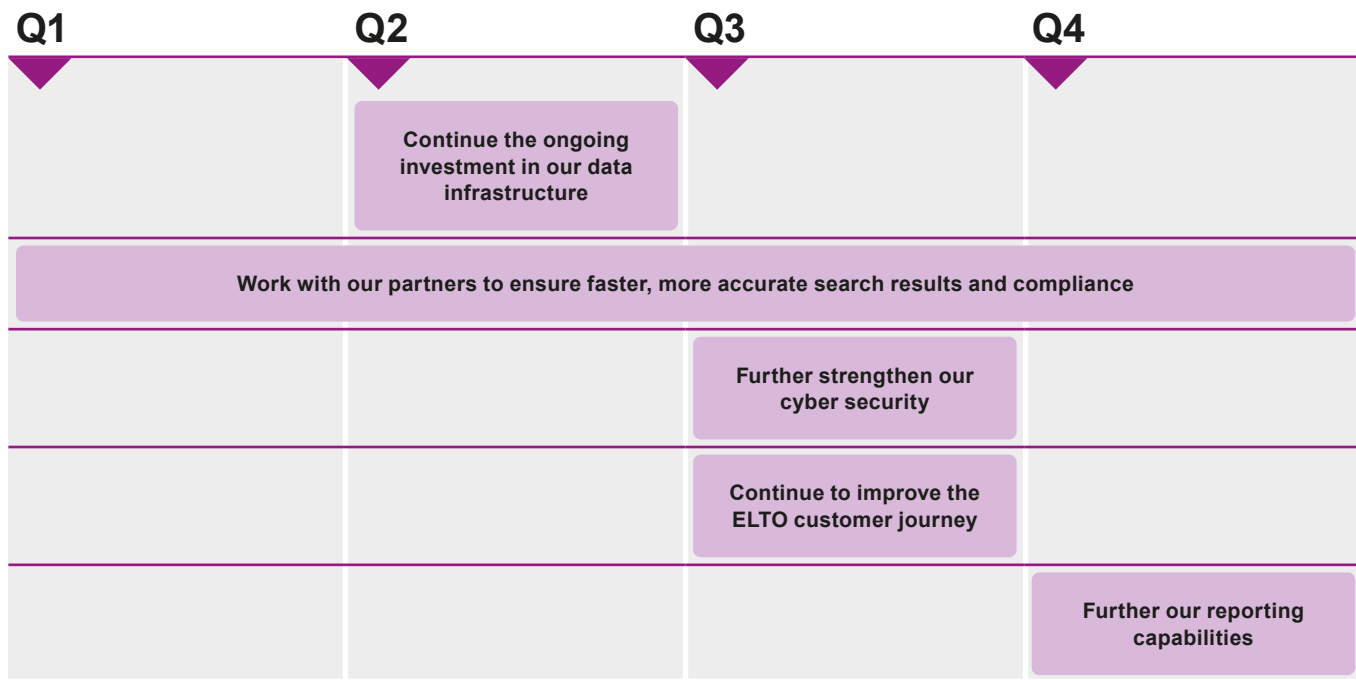 Q1
Q2
Q3
Q4
Continue the ongoing
investment in our data
infrastructure
Work with our partners to ensure faster, more accurate search results and compliance
Further strengthen our
cyber security
Continue to improve the
ELTO customer journey
Further our reporting
capabilities